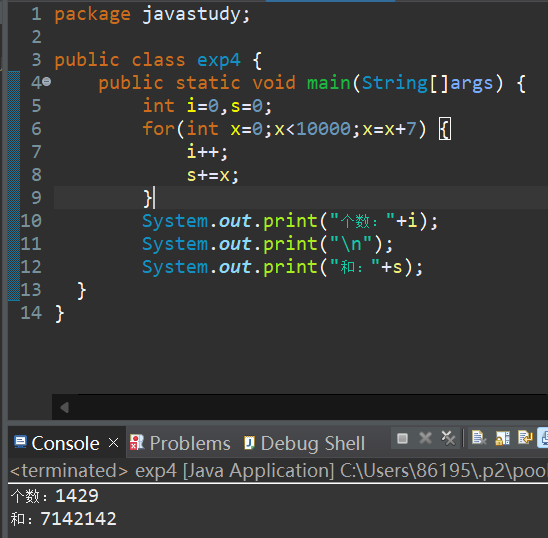 1 package javastudy;
2
3 public class exp4 {
4 public static void main(String[]args) {
5 int i=0,s=0;
6 for(int x=0;x<10000;x=x+7) {
7 i++;
8 s+=x;
9 }
10 System.out.print("个数："+i);
11 System.out.print("\n");
12 System.out.print("和："+s);
13 }
14 }
Console Problems Debug Shell
<terminated> exp4 [Java Application] C:\Users\86195\.p2\pool
个数：1429
和：7142142